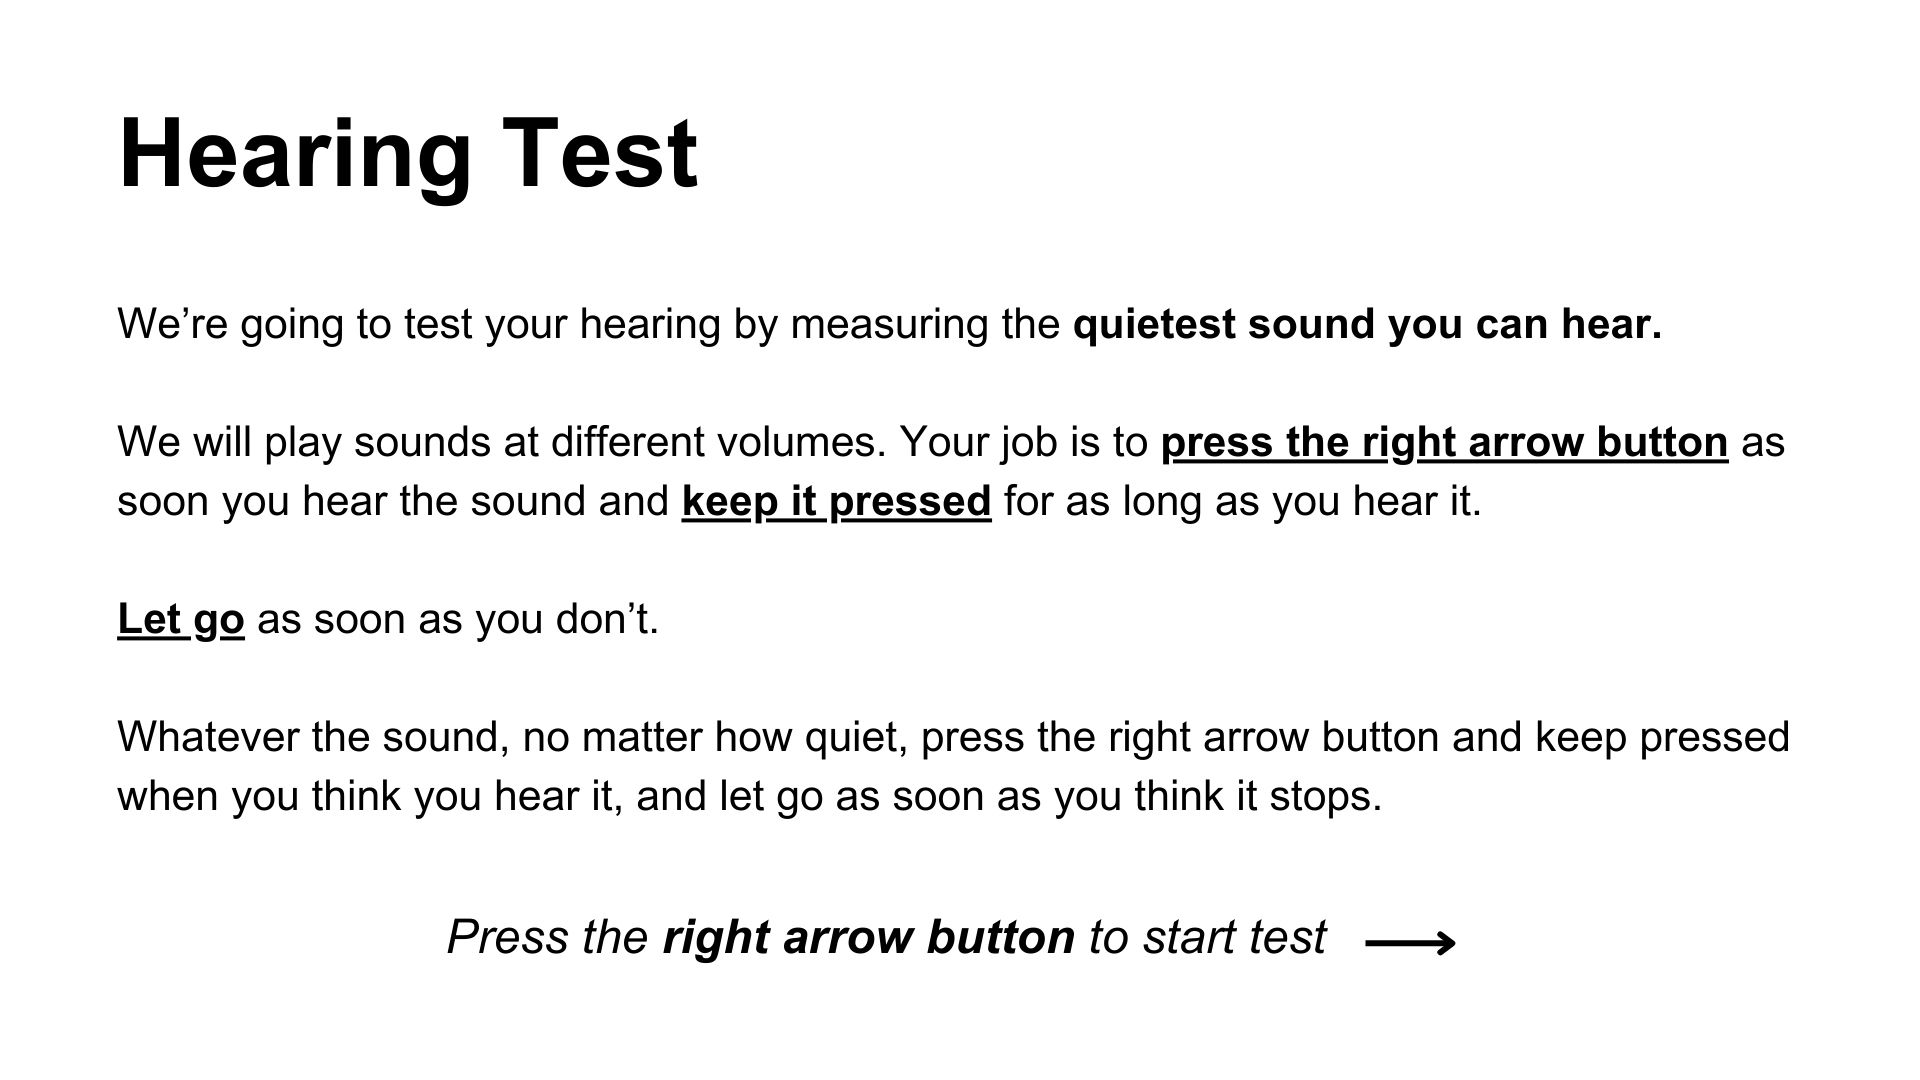 Hearing Test
We’re going to test your hearing by measuring the quietest sound you can hear.
We will play sounds at different volumes. Your job is to press the right arrow button as
soon you hear the sound and keep it pressed for as long as you hear it.
Let go as soon as you don’t.
Whatever the sound, no matter how quiet, press the right arrow button and keep pressed
when you think you hear it, and let go as soon as you think it stops.
Press the right arrow button to start test